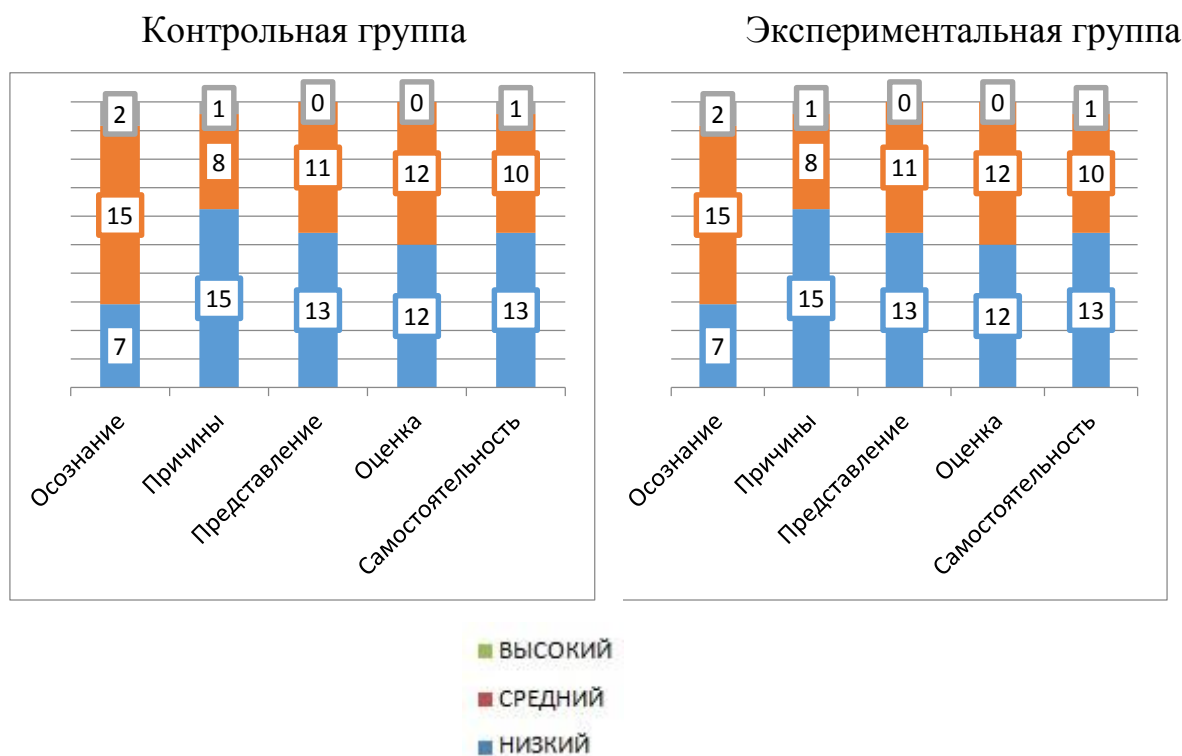 Контрольная группа
Экспериментальная группа
2 1 0 0 1
8 11 12 10
15
15 13 12 13
7
Осознание
Причины
Представление
Оценка
Самостоятельность
2 1 0 0 1
8 11 12 10
15
15 13 12 13
7
Осознание
Причины
Представление
Оценка
Самостоятельность
ВЫСОКИЙ
СРЕДНИЙ
НИЗКИЙ